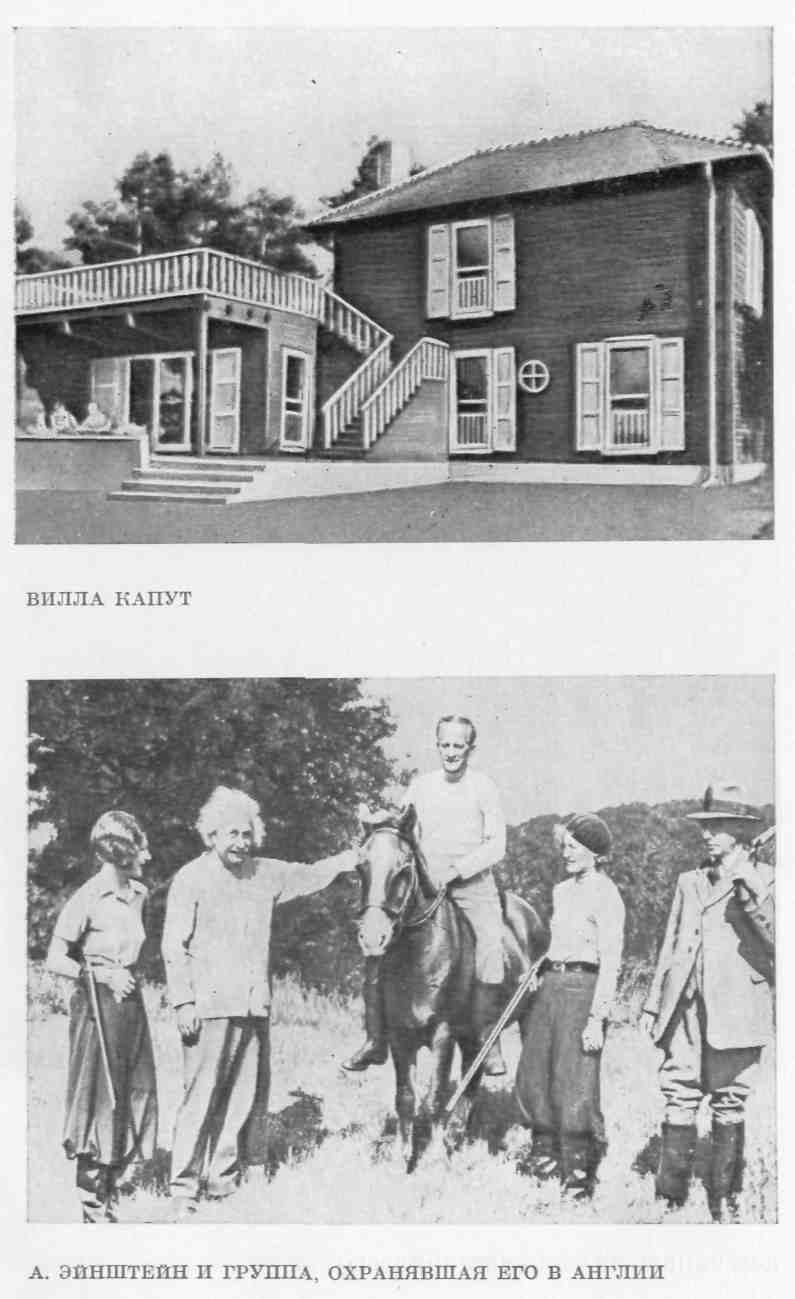 ВИЛЛА КАПУТ
А. ЭЙНШТЕЙН И ГРУППА, ОХРАНЯВШАЯ ЕГО В АНГЛИИ